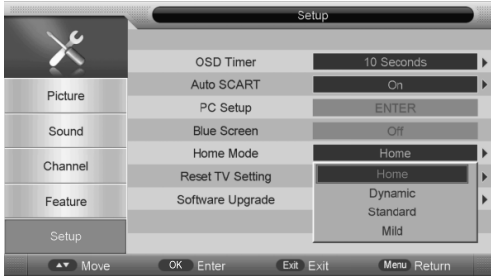 Setup
OSD Timer 10 Seconds
Auto SCART On
Picture
PC Setup ENTER
Sound
Blue Screen Off
Home Mode Home
Channel
Reset TV Setting Home
Feature
Software Upgrade Dynamic
Standard
Setup
Mild
Move OK Enter Exit Exit Menu Return